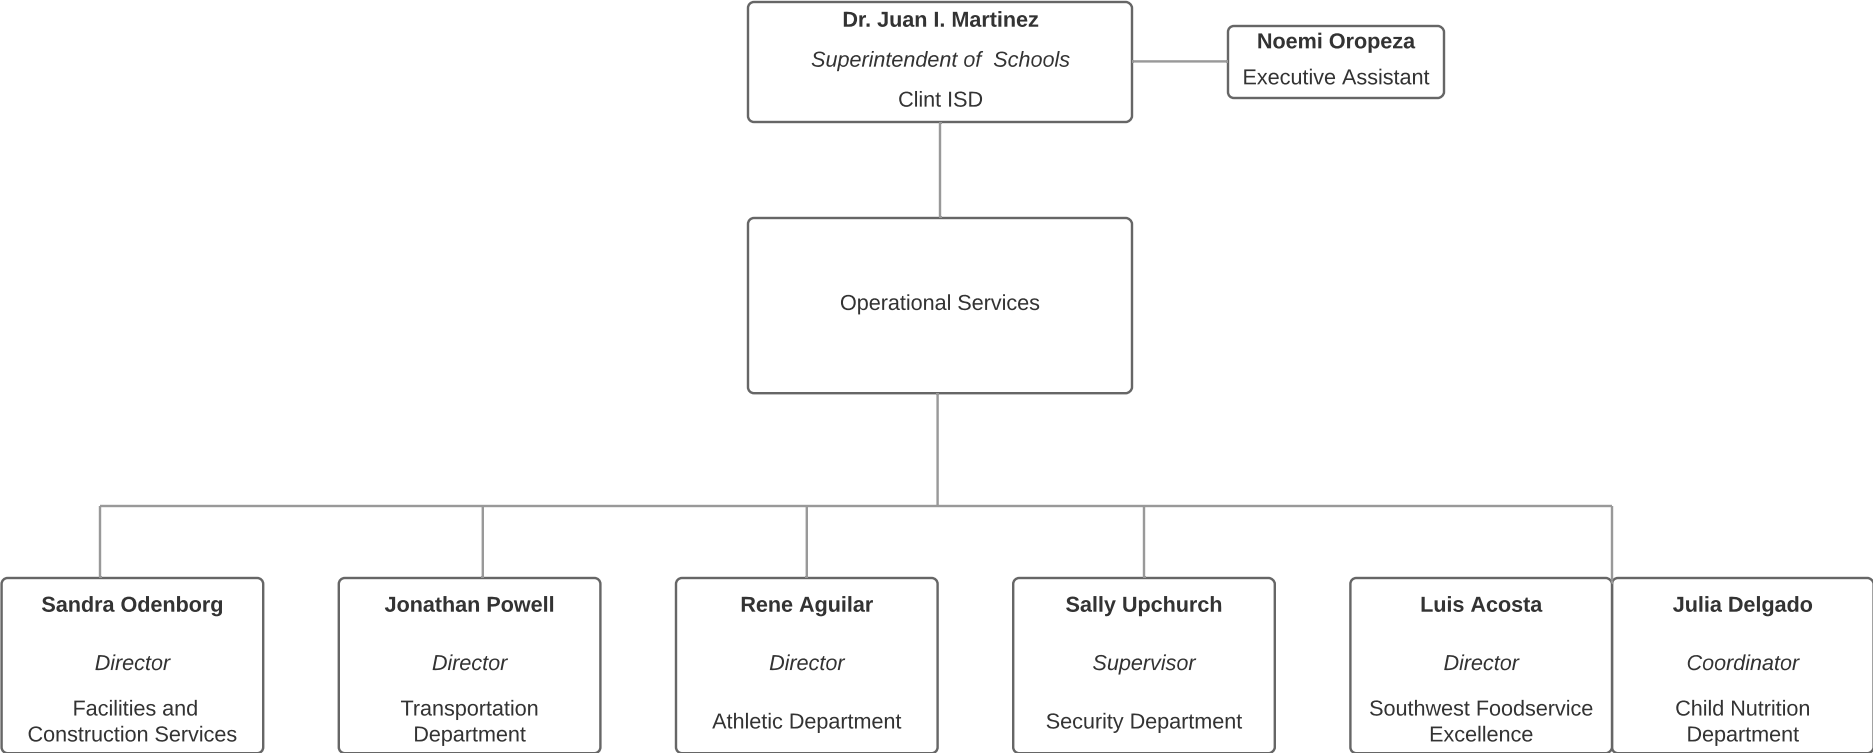 Dr. Juan I. Martinez
Superintendent of  Schools
Clint ISD
Noemi Oropeza
Executive Assistant
Operational Services
Sandra Odenborg
Director
Facilities and
Construction Services
Jonathan Powell
Director
Transportation
Department
Rene Aguilar
Director
Athletic Department
Sally Upchurch
Supervisor
Security Department
Luis Acosta
Director
Southwest Foodservice
Excellence
Julia Delgado
Coordinator
Child Nutrition
Department